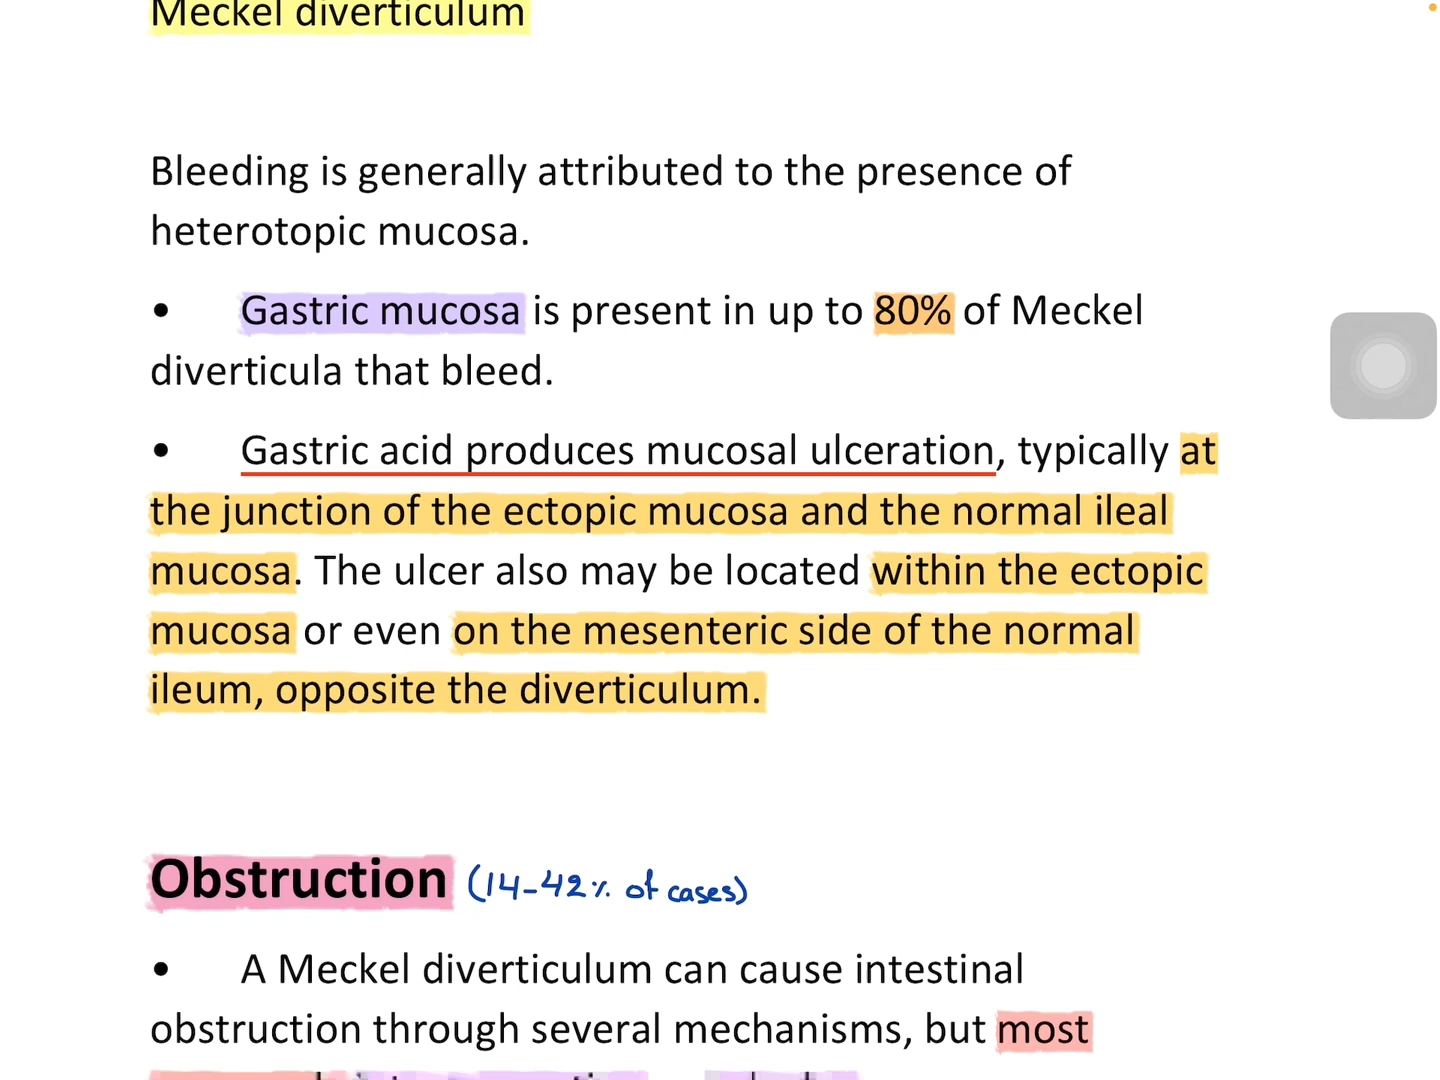 Meckel diverticulum
Bleeding is generally attributed to the presence of
heterotopic mucosa.
• Gastric mucosa is present in up to 80% of Meckel
diverticula that bleed.
• Gastric acid produces mucosal ulceration, typically at
the junction of the ectopic mucosa and the normal ileal
mucosa. The ulcer also may be located within the ectopic
mucosa or even on the mesenteric side of the normal
ileum, opposite the diverticulum.
Obstruction (14-42% of cases)
• A Meckel diverticulum can cause intestinal
obstruction through several mechanisms, but most